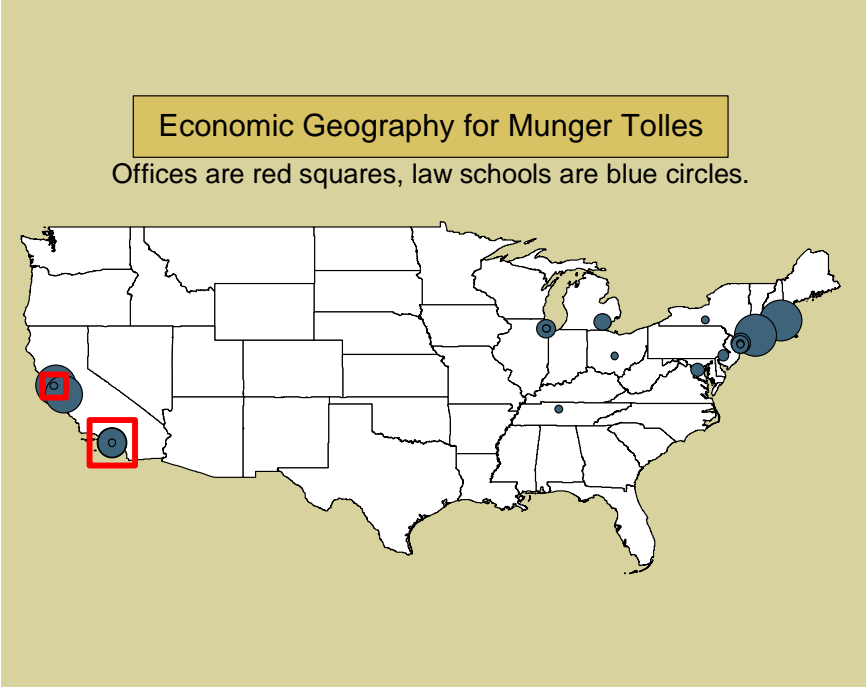 Economic Geography for Munger Tolles
Offices are red squares, law schools are blue circles.